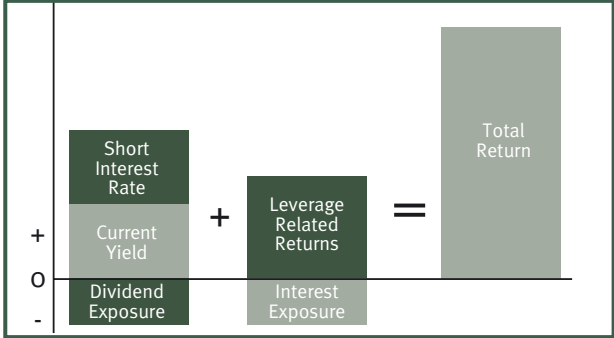 Short
Interest
Rate
Current
Yield
Dividend
Exposure
+
Leverage
Related
Returns
Interest
Exposure
=
Total
Return
+
0
-